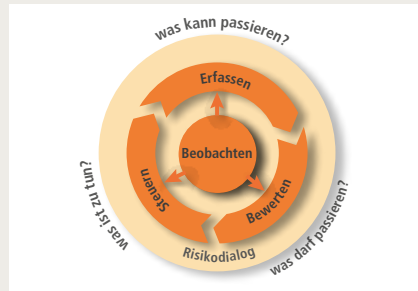 was kann passieren?
Erfassen
Beobachten
Steuern
Bewerten
was ist zu tun?
was darf passieren?
Risikodialog